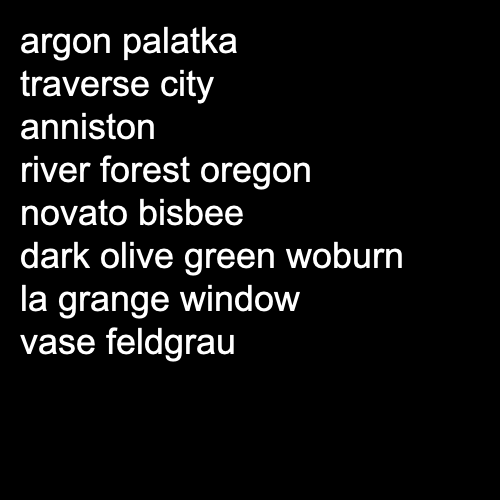 argon palatka
traverse city
anniston
river forest oregon
novato bisbee
dark olive green woburn
la grange window
vase feldgrau